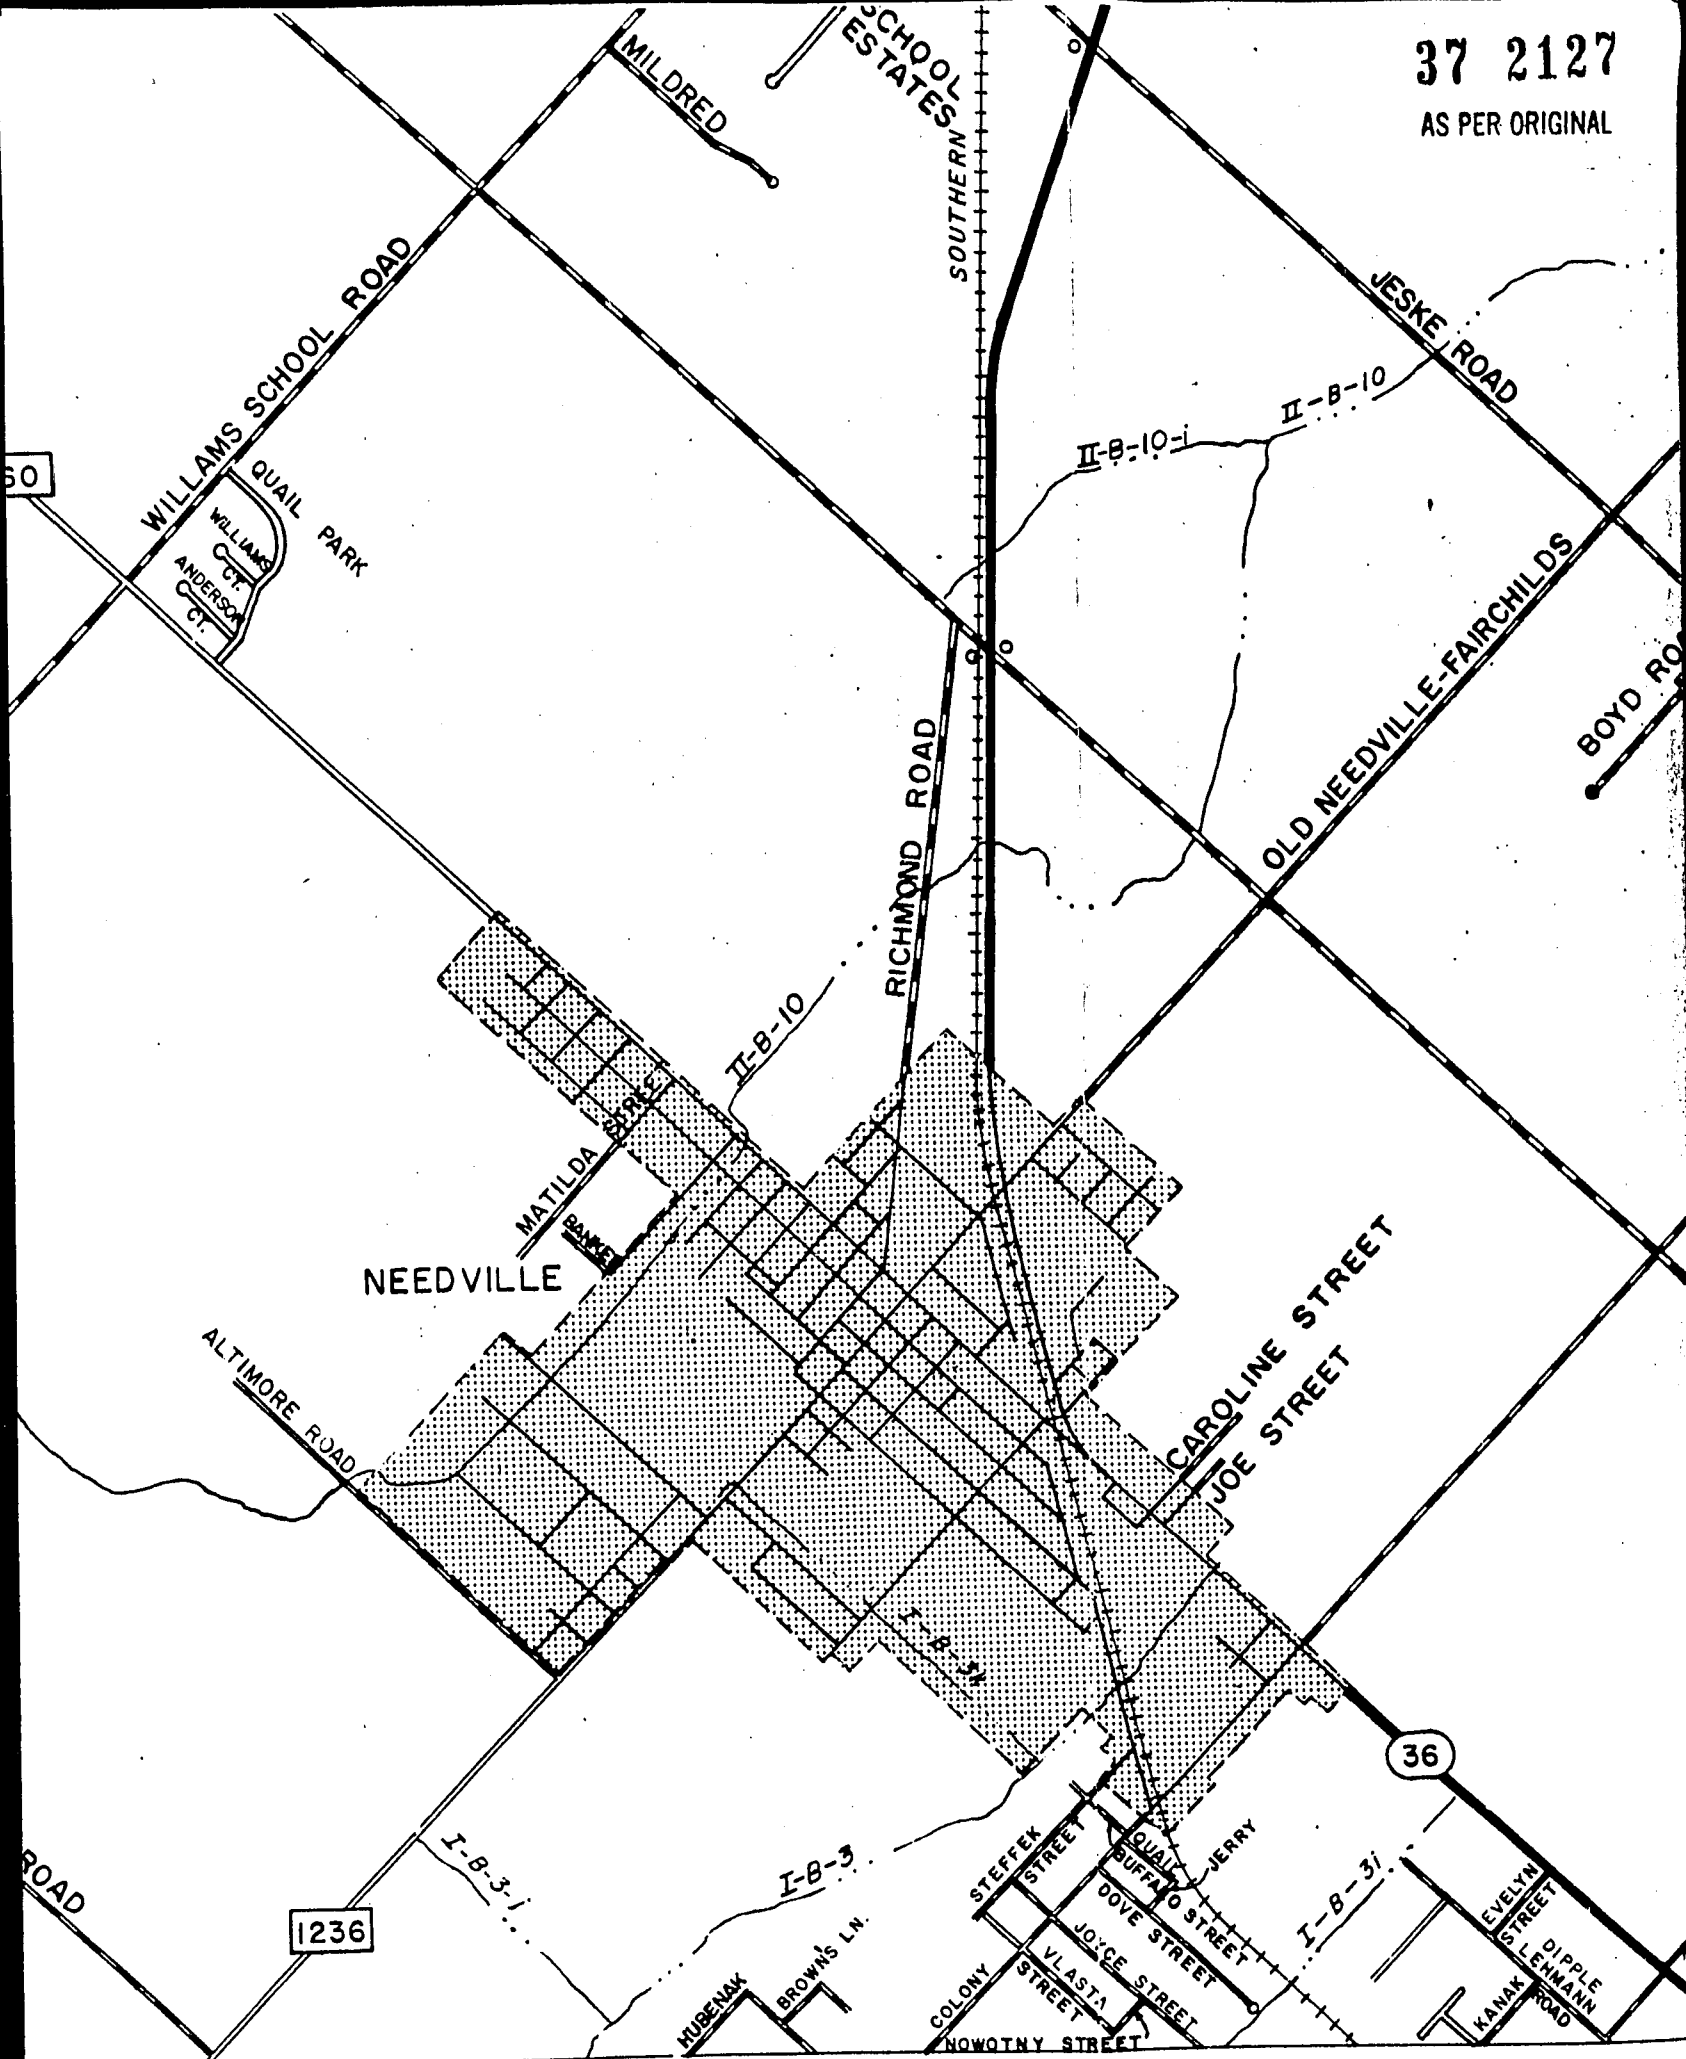 37 2127
AS PER ORIGINAL
SCHOOL
ESTATES
MILDRED
SOUTHERN
WILLAMS SCHOOL ROAD
JESKE ROAD
II-B-10
II-B-10-i
60
QUAIL PARK
WILLIAMS
CT.
ANDERSON
CT.
OLD NEEDVILLE-FAIRCHILDS
BOYD RO
RICHMOND ROAD
II-B-10
MATILDA STREET
BANKER
NEEDVILLE
ALTIMORE ROAD
CAROLINE STREET
JOE STREET
36
ROAD
I-B-3-i
1236
I-B-3
STEFFEK
STREET
QUAIL
BUFFALO STREET
JERRY
DOVE STREET
JOYCE STREET
VLASTA
STREET
COLONY
NOWOTNY STREET
HUBENAK
BROWN'S LN.
I-B-3i
EVELYN
STREET
DIPPLE
LEHMANN
ROAD
KANAK